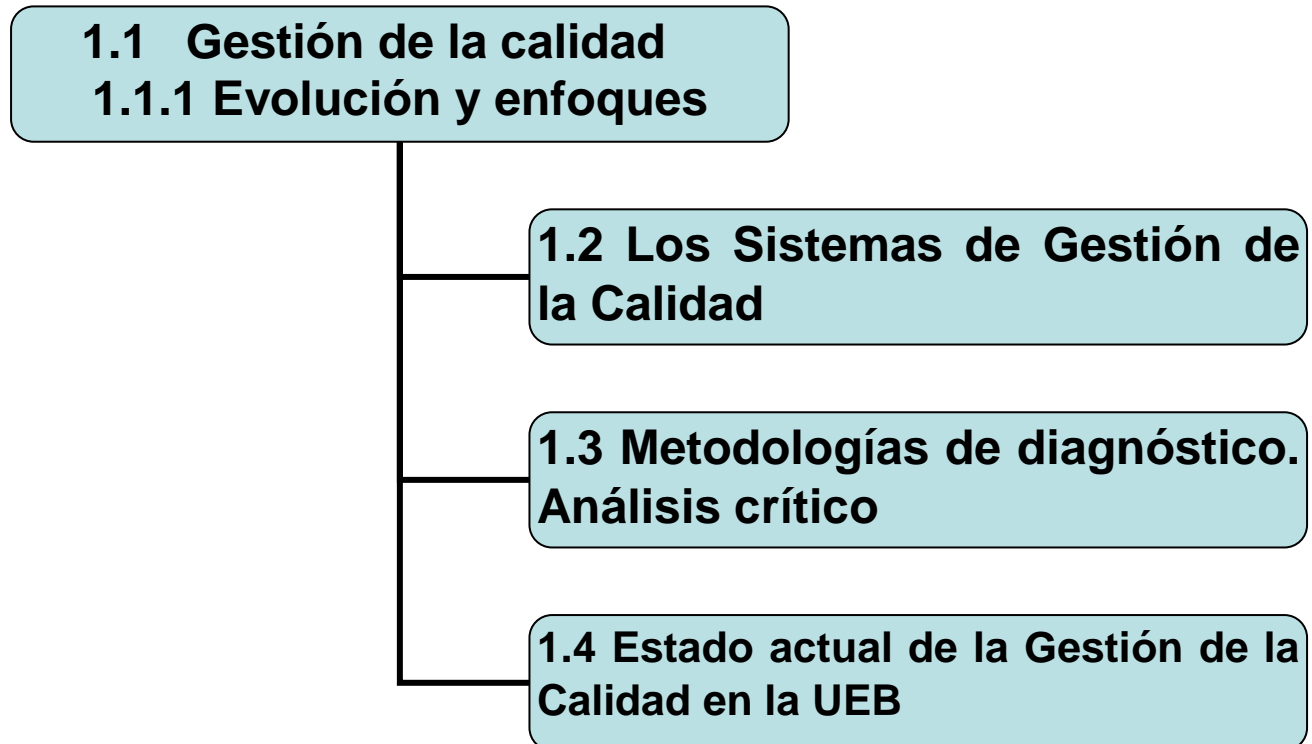 1.1 Gestión de la calidad
1.1.1 Evolución y enfoques
1.2 Los Sistemas de Gestión de
la Calidad
1.3 Metodologías de diagnóstico.
Análisis crítico
1.4 Estado actual de la Gestión de la
Calidad en la UEB